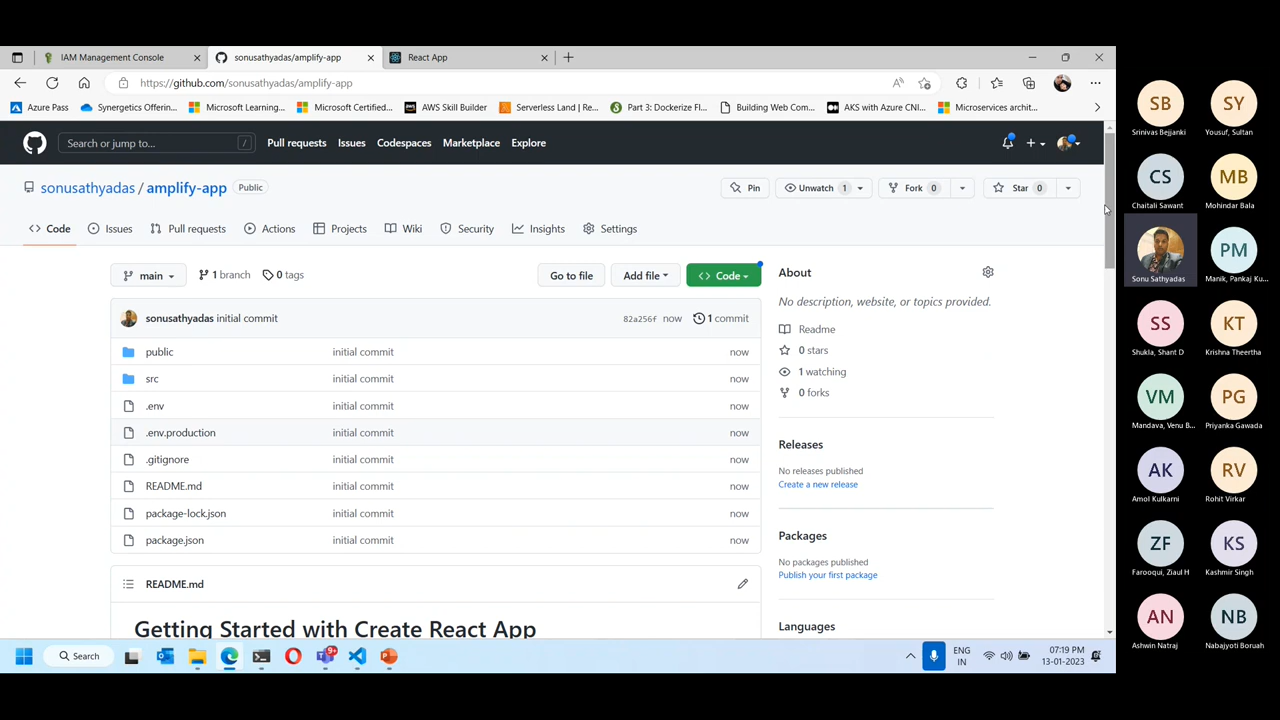 IAM Management Console
sonusathyadas/amplify-app
React App
https://github.com/sonusathyadas/amplify-app
Azure Pass
Synergetics Offerin...
Microsoft Learning...
Microsoft Certified...
AWS Skill Builder
Serverless Land | Re...
Part 3: Dockerize Fl...
Building Web Com...
AKS with Azure CNI...
Microservices archit...
Search or jump to...
/
Pull requests
Issues
Codespaces
Marketplace
Explore
sonusathyadas / amplify-app
Public
Pin
Unwatch 1
Fork 0
Star 0
Code
Issues
Pull requests
Actions
Projects
Wiki
Security
Insights
Settings
main
1 branch
0 tags
Go to file
Add file
Code
sonusathyadas initial commit
82a256f now
1 commit
public initial commit now
src initial commit now
.env initial commit now
.env.production initial commit now
.gitignore initial commit now
README.md initial commit now
package-lock.json initial commit now
package.json initial commit now
README.md
Getting Started with Create React App
About
No description, website, or topics provided.
Readme
0 stars
1 watching
0 forks
Releases
No releases published
Create a new release
Packages
No packages published
Publish your first package
Languages
Search
9+
ENG
IN
07:19 PM
13-01-2023
SB
Srinivas Bejjanki
SY
Yousuf, Sultan
CS
Chaitali Sawant
MB
Mohindar Bala
Sonu Sathyadas
PM
Manik, Pankaj Ku...
SS
Shukla, Shant D
KT
Krishna Theertha
VM
Mandava, Venu B...
PG
Priyanka Gawada
AK
Amol Kulkarni
RV
Rohit Virkar
ZF
Farooqui, Ziaul H
KS
Kashmir Singh
AN
Ashwin Natraj
NB
Nabajyoti Boruah